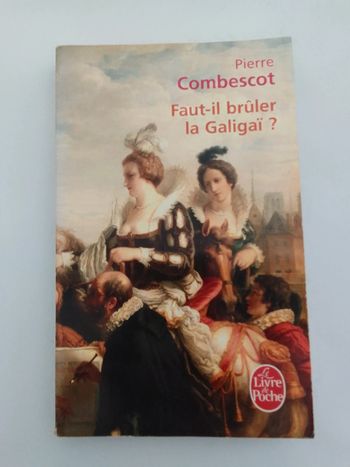 Pierre
Combescot
Faut-il brûler
la Galigaï ?
Le
Livre
de
Poche